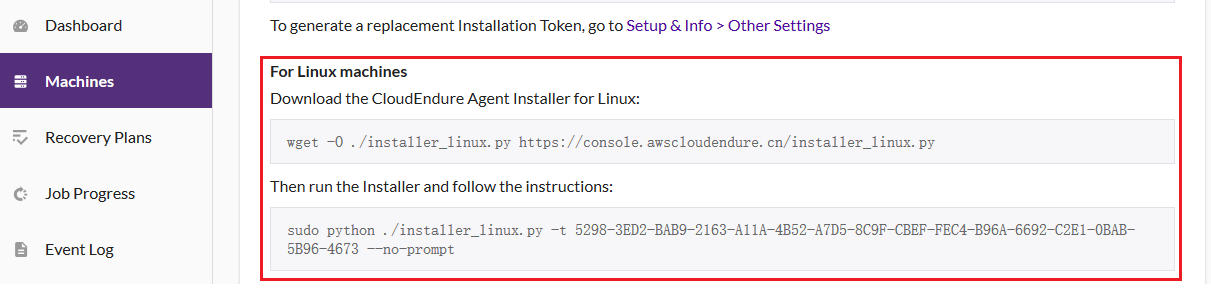 Dashboard
Machines
Recovery Plans
Job Progress
Event Log
To generate a replacement Installation Token, go to Setup & Info > Other Settings
For Linux machines
Download the CloudEndure Agent Installer for Linux:
wget -O ./installer_linux.py https://console.awscloudendure.cn/installer_linux.py
Then run the Installer and follow the instructions:
sudo python ./installer_linux.py -t 5298-3ED2-BAB9-2163-A11A-4B52-A7D5-8C9F-CBEF-FEC4-B96A-6692-C2E1-0BAB-
5B96-4673 --no-prompt